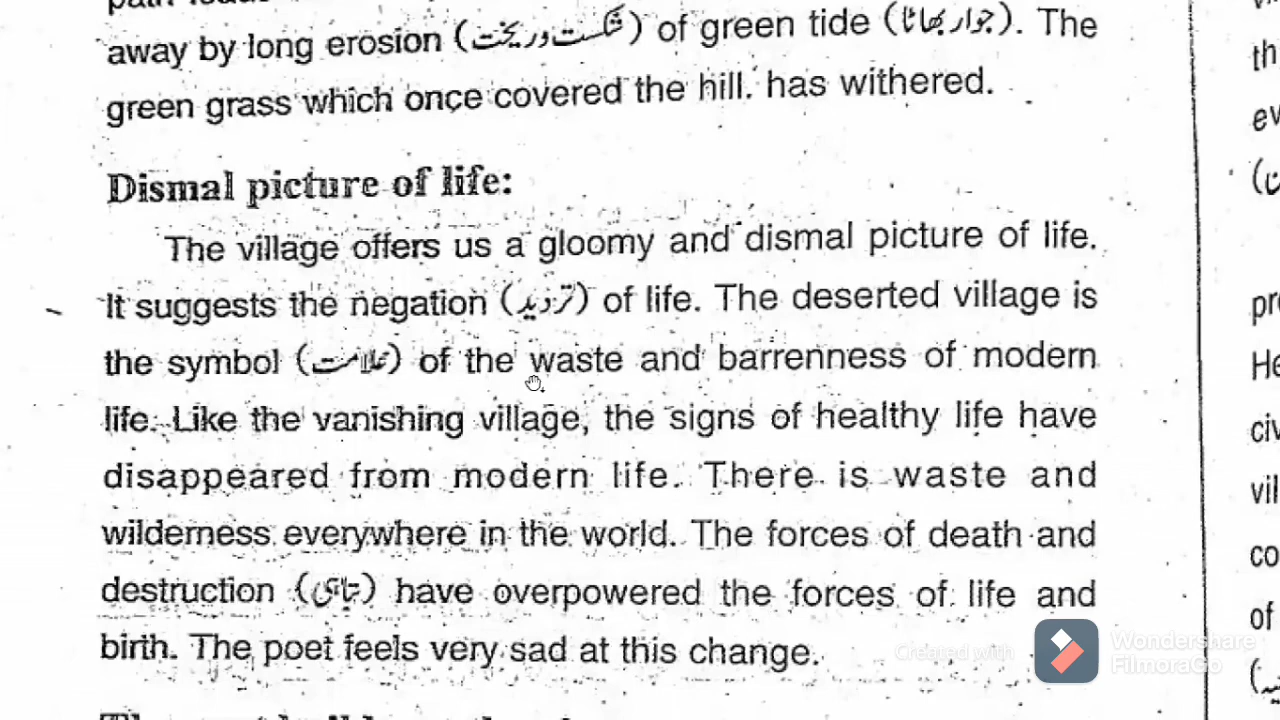 away by long erosion (شکست و ریخت) of green tide (جوار بھاٹا). The
green grass which once covered the hill. has withered.
Dismal picture of life:
The village offers us a gloomy and dismal picture of life.
It suggests the negation (تردید) of life. The deserted village is
the symbol (علامت) of the waste and barrenness of modern
life. Like the vanishing village, the signs of healthy life have
disappeared from modern life. There is waste and
wilderness everywhere in the world. The forces of death and
destruction (تباہی) have overpowered the forces of life and
birth. The poet feels very sad at this change.
Created with
Wondershare
FilmoraGo